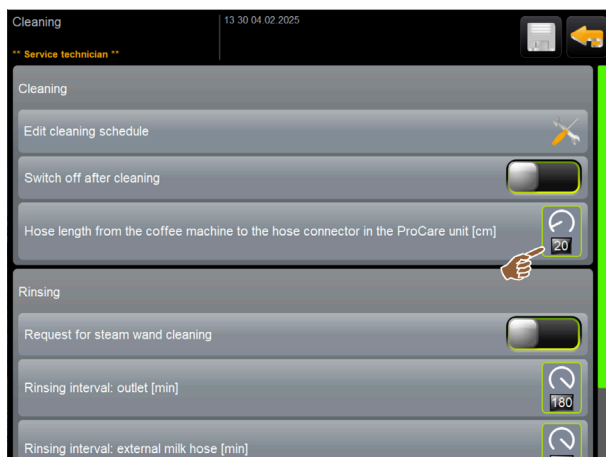 Cleaning
13 30 04.02.2025
** Service technician **
Cleaning
Edit cleaning schedule
Switch off after cleaning
Hose length from the coffee machine to the hose connector in the ProCare unit [cm]
20
Rinsing
Request for steam wand cleaning
Rinsing interval: outlet [min]
180
Rinsing interval: external milk hose [min]